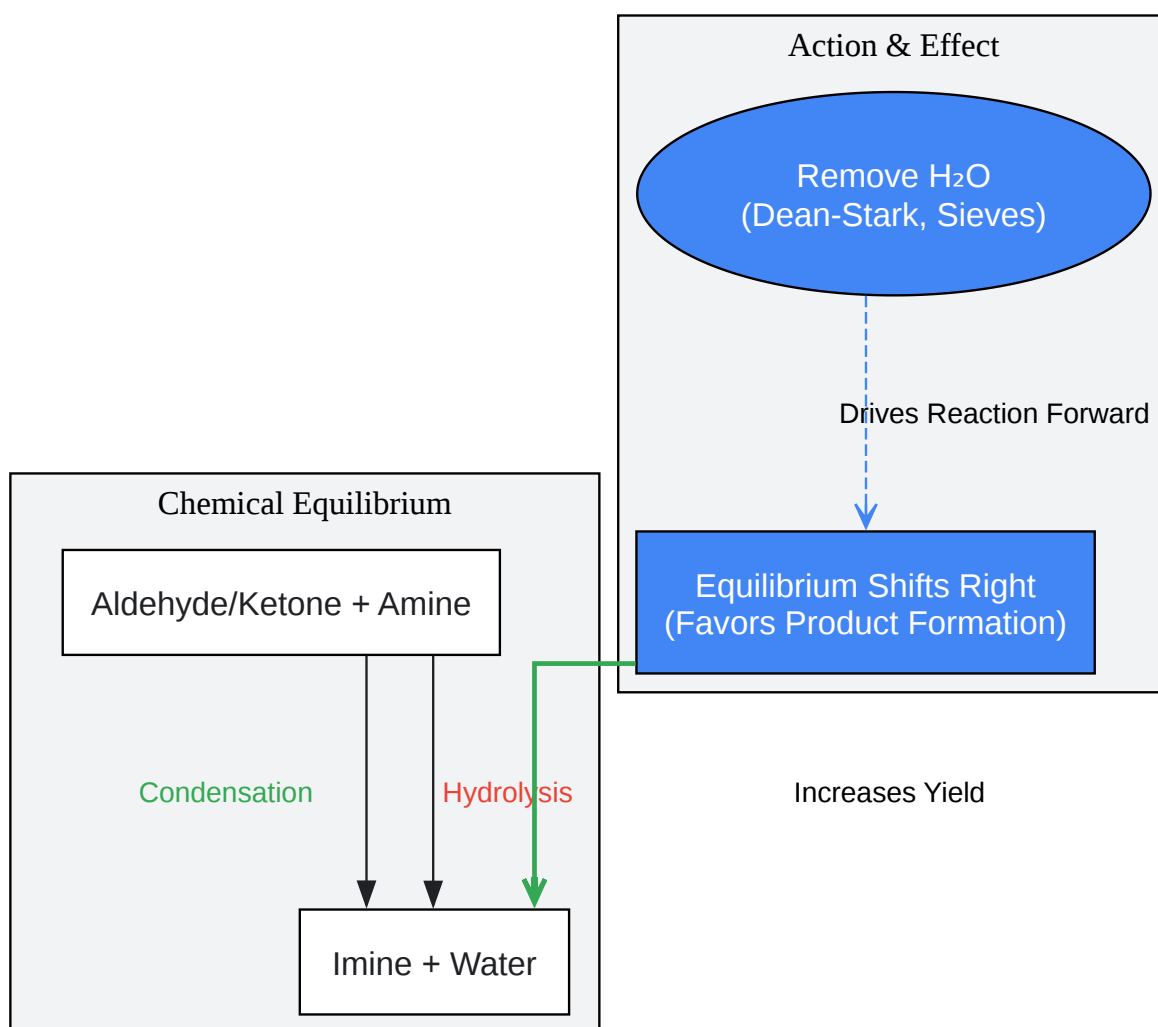 Action & Effect
Remove H₂O
(Dean-Stark, Sieves)
Drives Reaction Forward
Equilibrium Shifts Right
(Favors Product Formation)
Chemical Equilibrium
Aldehyde/Ketone + Amine
Condensation
Hydrolysis
Increases Yield
Imine + Water